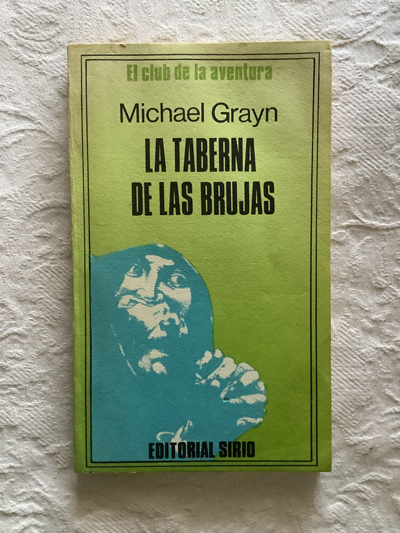 El club de la aventura
Michael Grayn
LA TABERNA
DE LAS BRUJAS
EDITORIAL SIRIO